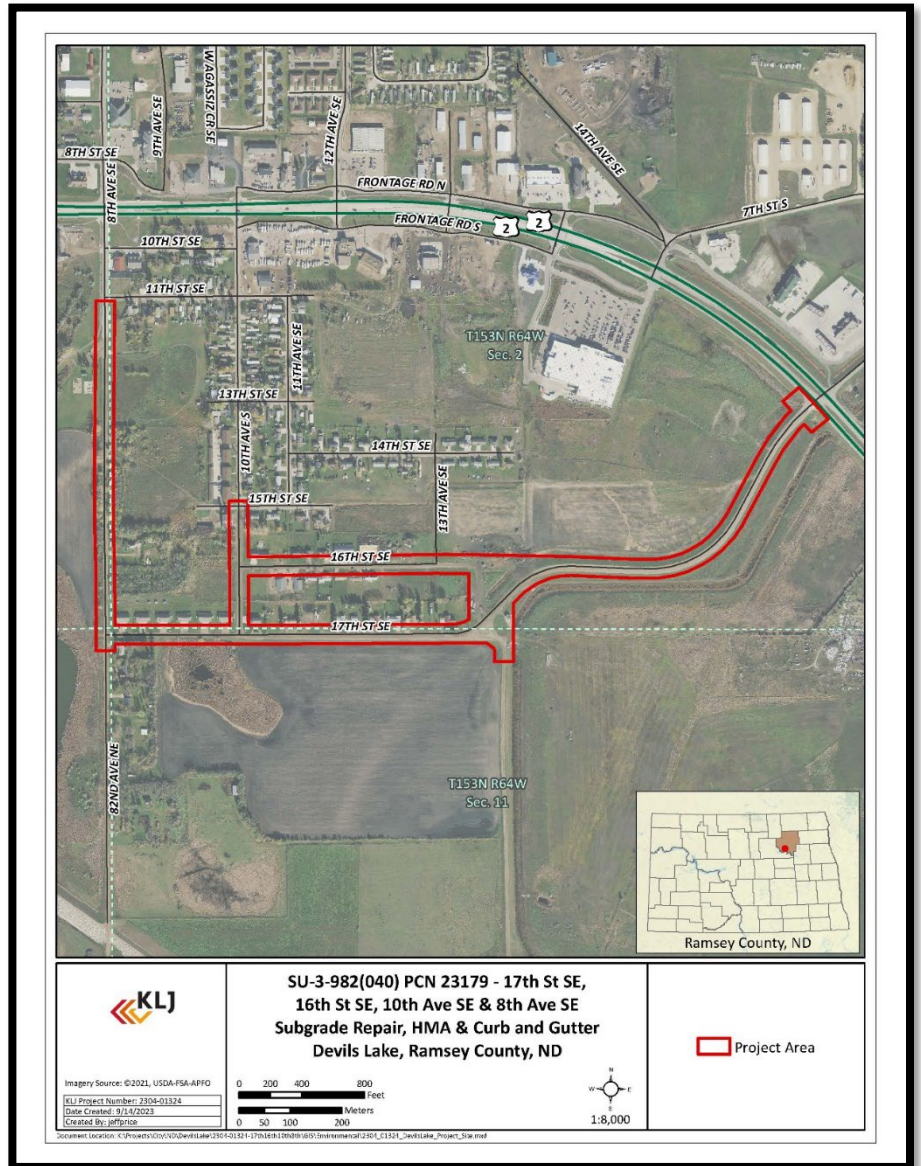 W AGASSIZ CR SE
9TH AVE SE
12TH AVE SE
14TH AVE SE
8TH ST SE
8TH AVE SE
FRONTAGE RD N
7TH ST S
FRONTAGE RD S
2
2
10TH ST SE
11TH ST SE
11TH AVE SE
T153N R64W
Sec. 2
13TH ST SE
10TH AVE S
14TH ST SE
13TH AVE SE
15TH ST SE
16TH ST SE
17TH ST SE
82ND AVE NE
T153N R64W
Sec. 11
Ramsey County, ND
KLJ
Imagery Source: ©2021, USDA-FSA-APFO
KLJ Project Number: 2304-01324
Date Created: 9/14/2023
Created By: jeffprice
SU-3-982(040) PCN 23179 - 17th St SE,
16th St SE, 10th Ave SE & 8th Ave SE
Subgrade Repair, HMA & Curb and Gutter
Devils Lake, Ramsey County, ND
0 200 400 800
Feet
Meters
0 50 100 200
N
W E
S
1:8,000
Project Area